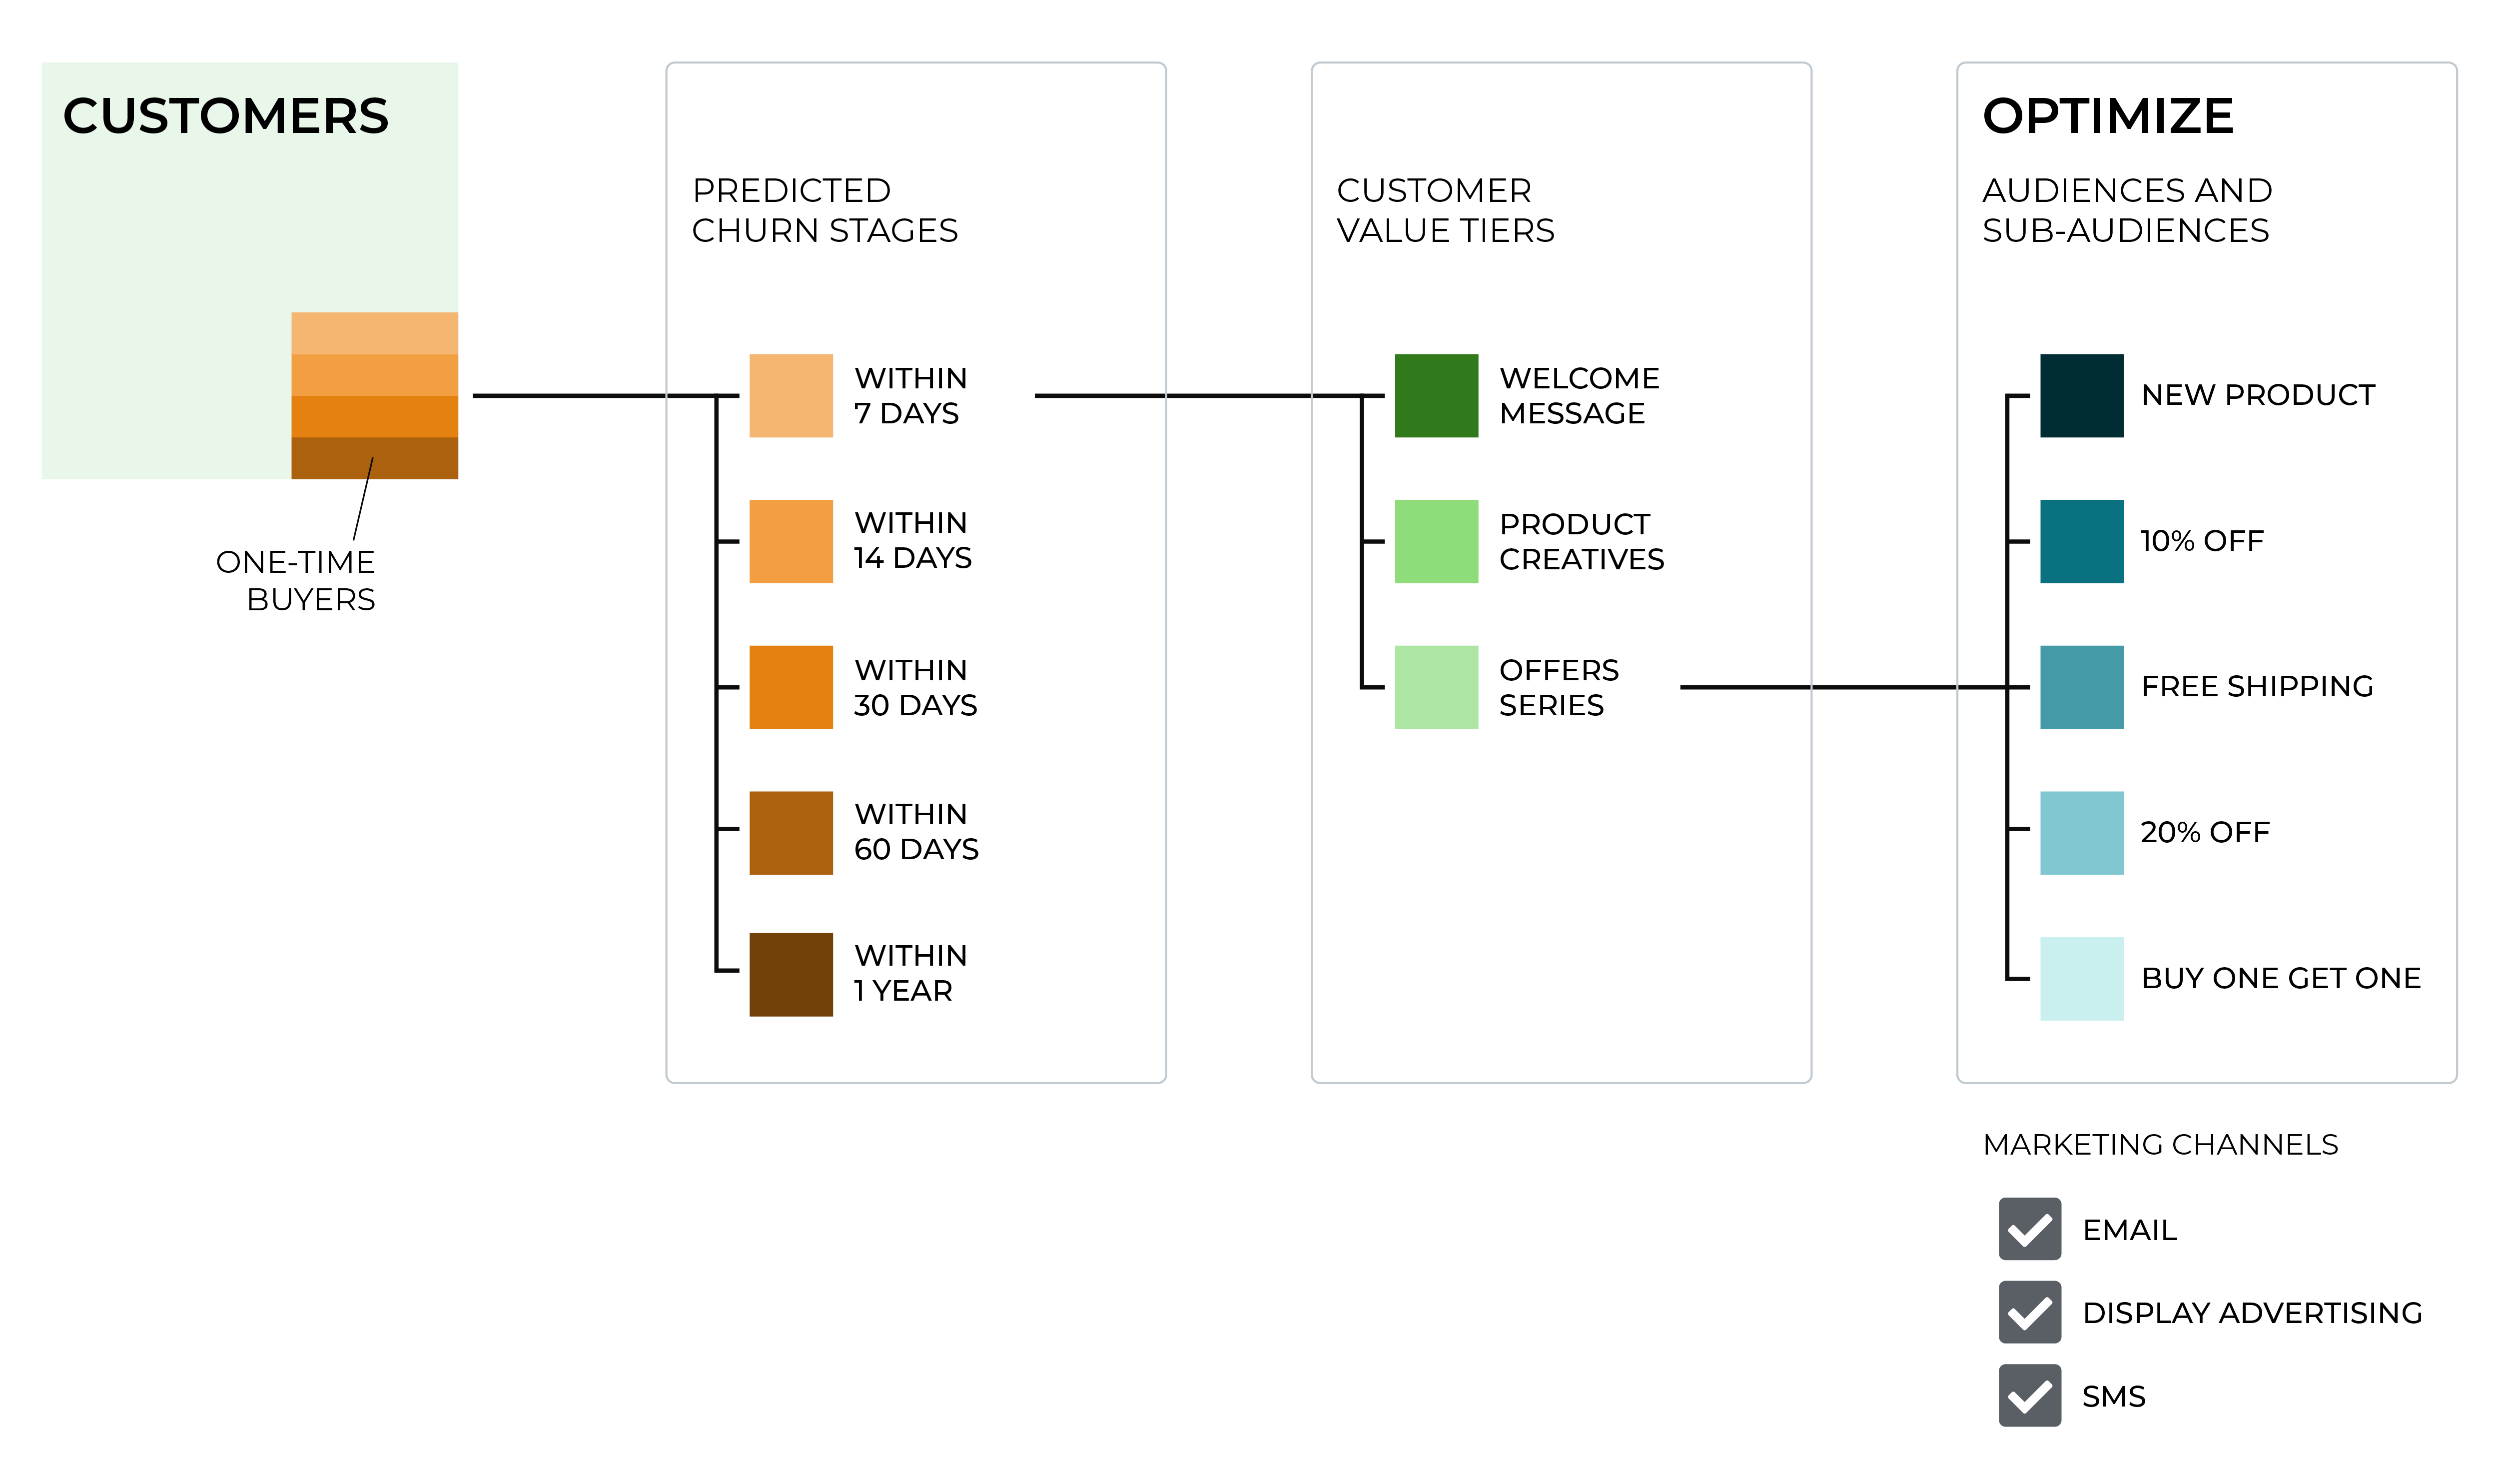 CUSTOMERS
ONE-TIME
BUYERS
PREDICTED
CHURN STAGES
WITHIN
7 DAYS
WITHIN
14 DAYS
WITHIN
30 DAYS
WITHIN
60 DAYS
WITHIN
1 YEAR
CUSTOMER
VALUE TIERS
WELCOME
MESSAGE
PRODUCT
CREATIVES
OFFERS
SERIES
OPTIMIZE
AUDIENCES AND
SUB-AUDIENCES
NEW PRODUCT
10% OFF
FREE SHIPPING
20% OFF
BUY ONE GET ONE
MARKETING CHANNELS
EMAIL
DISPLAY ADVERTISING
SMS